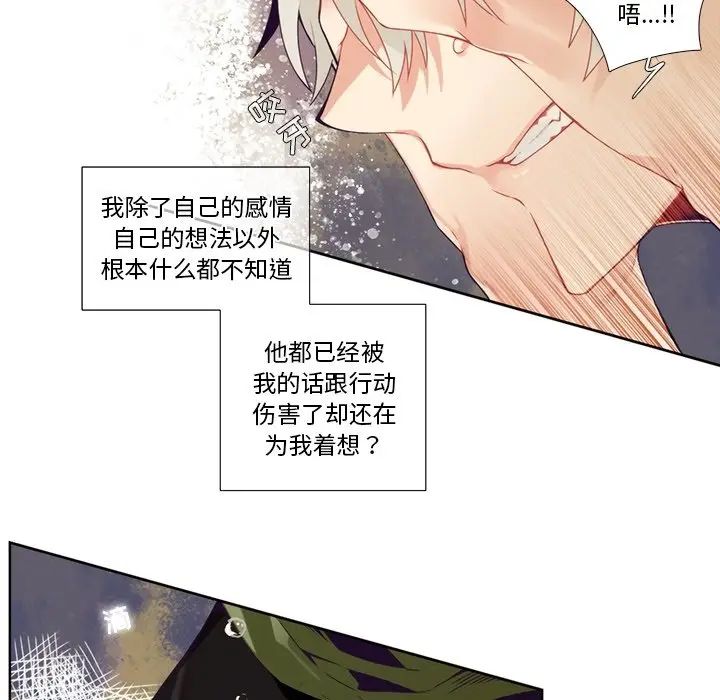 唔...!!
咬牙
我除了自己的感情
自己的想法以外
根本什么都不知道
他都已经被
我的话跟行动
伤害了却还在
为我着想？
滴